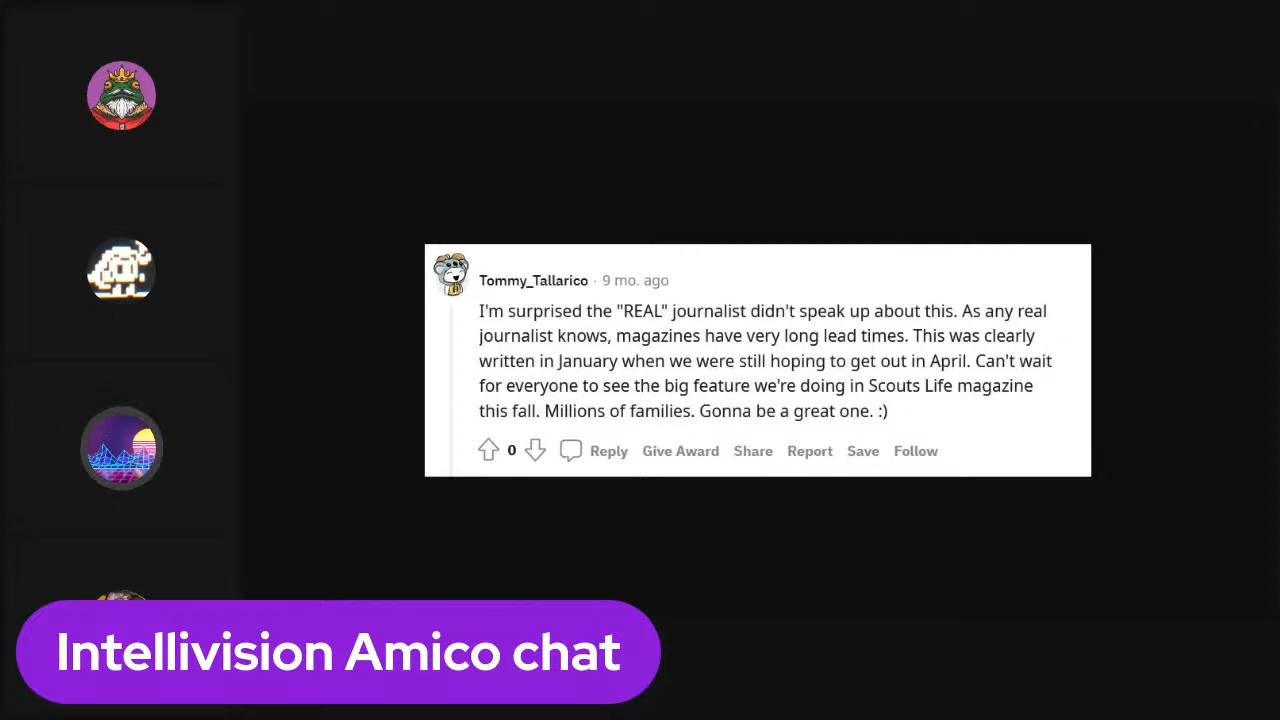 Tommy_Tallarico · 9 mo. ago
I'm surprised the "REAL" journalist didn't speak up about this. As any real
journalist knows, magazines have very long lead times. This was clearly
written in January when we were still hoping to get out in April. Can't wait
for everyone to see the big feature we're doing in Scouts Life magazine
this fall. Millions of families. Gonna be a great one. :)
0 Reply Give Award Share Report Save Follow
Intellivision Amico chat